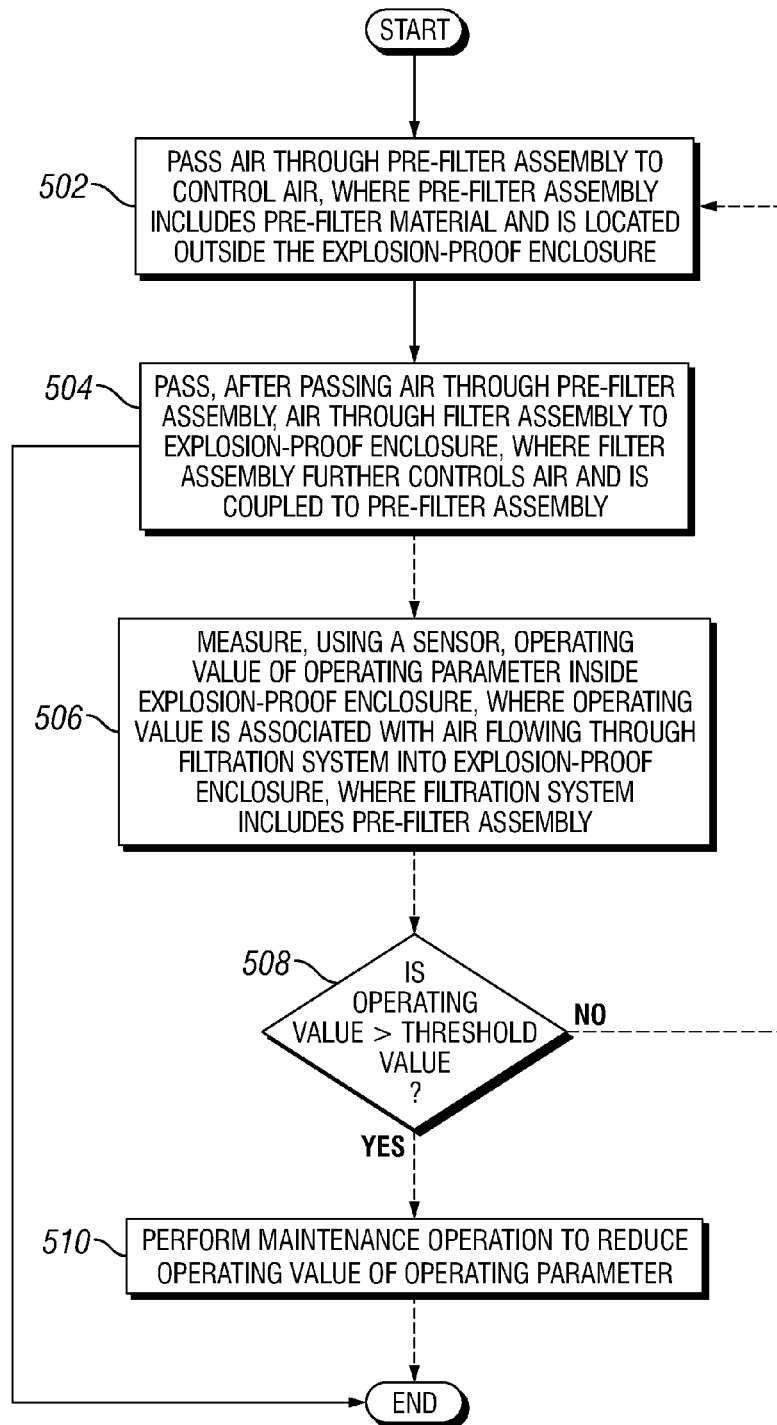 START
502
PASS AIR THROUGH PRE-FILTER ASSEMBLY TO
CONTROL AIR, WHERE PRE-FILTER ASSEMBLY
INCLUDES PRE-FILTER MATERIAL AND IS LOCATED
OUTSIDE THE EXPLOSION-PROOF ENCLOSURE
504
PASS, AFTER PASSING AIR THROUGH PRE-FILTER
ASSEMBLY, AIR THROUGH FILTER ASSEMBLY TO
EXPLOSION-PROOF ENCLOSURE, WHERE FILTER
ASSEMBLY FURTHER CONTROLS AIR AND IS
COUPLED TO PRE-FILTER ASSEMBLY
506
MEASURE, USING A SENSOR, OPERATING
VALUE OF OPERATING PARAMETER INSIDE
EXPLOSION-PROOF ENCLOSURE, WHERE OPERATING
VALUE IS ASSOCIATED WITH AIR FLOWING THROUGH
FILTRATION SYSTEM INTO EXPLOSION-PROOF
ENCLOSURE, WHERE FILTRATION SYSTEM
INCLUDES PRE-FILTER ASSEMBLY
508
IS
OPERATING
VALUE > THRESHOLD
VALUE
?
NO
YES
510
PERFORM MAINTENANCE OPERATION TO REDUCE
OPERATING VALUE OF OPERATING PARAMETER
END